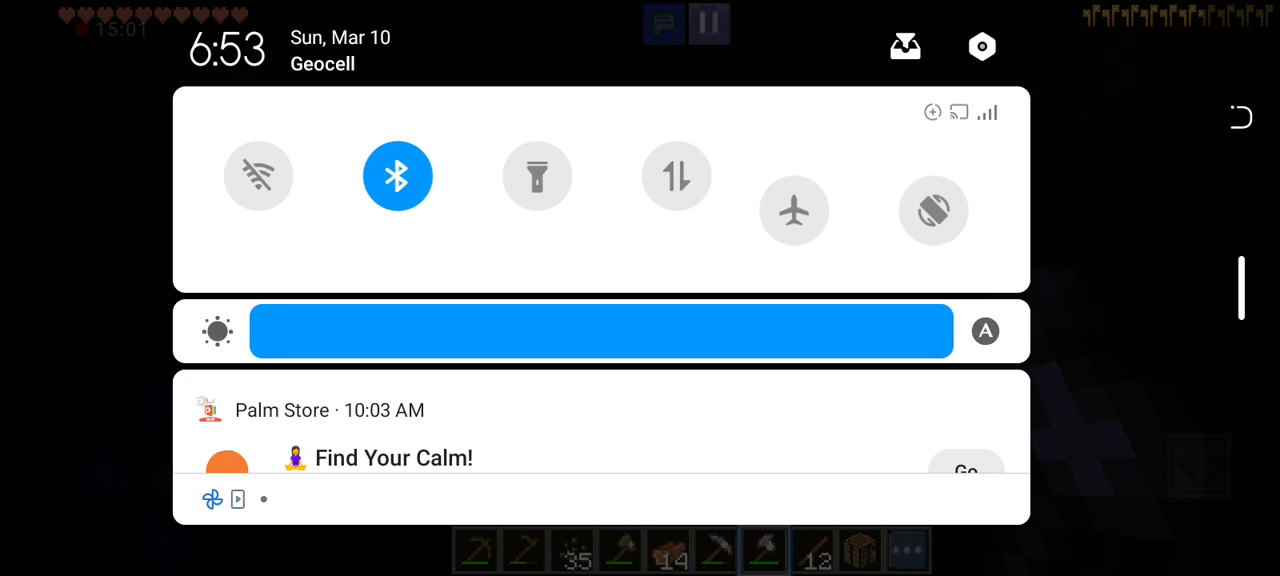 15:01
6:53
Sun, Mar 10
Geocell
A
Palm Store · 10:03 AM
🧘‍♀️ Find Your Calm!
Go
35
14
12